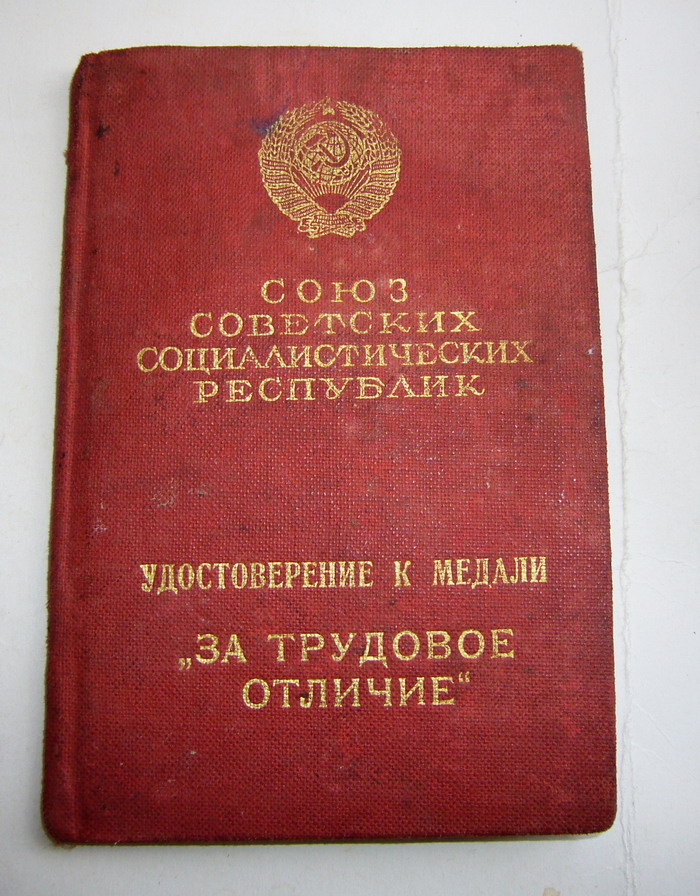 СОЮЗ
СОВЕТСКИХ
СОЦИАЛИСТИЧЕСКИХ
РЕСПУБЛИК
УДОСТОВЕРЕНИЕ К МЕДАЛИ
„ЗА ТРУДОВОЕ
ОТЛИЧИЕ“